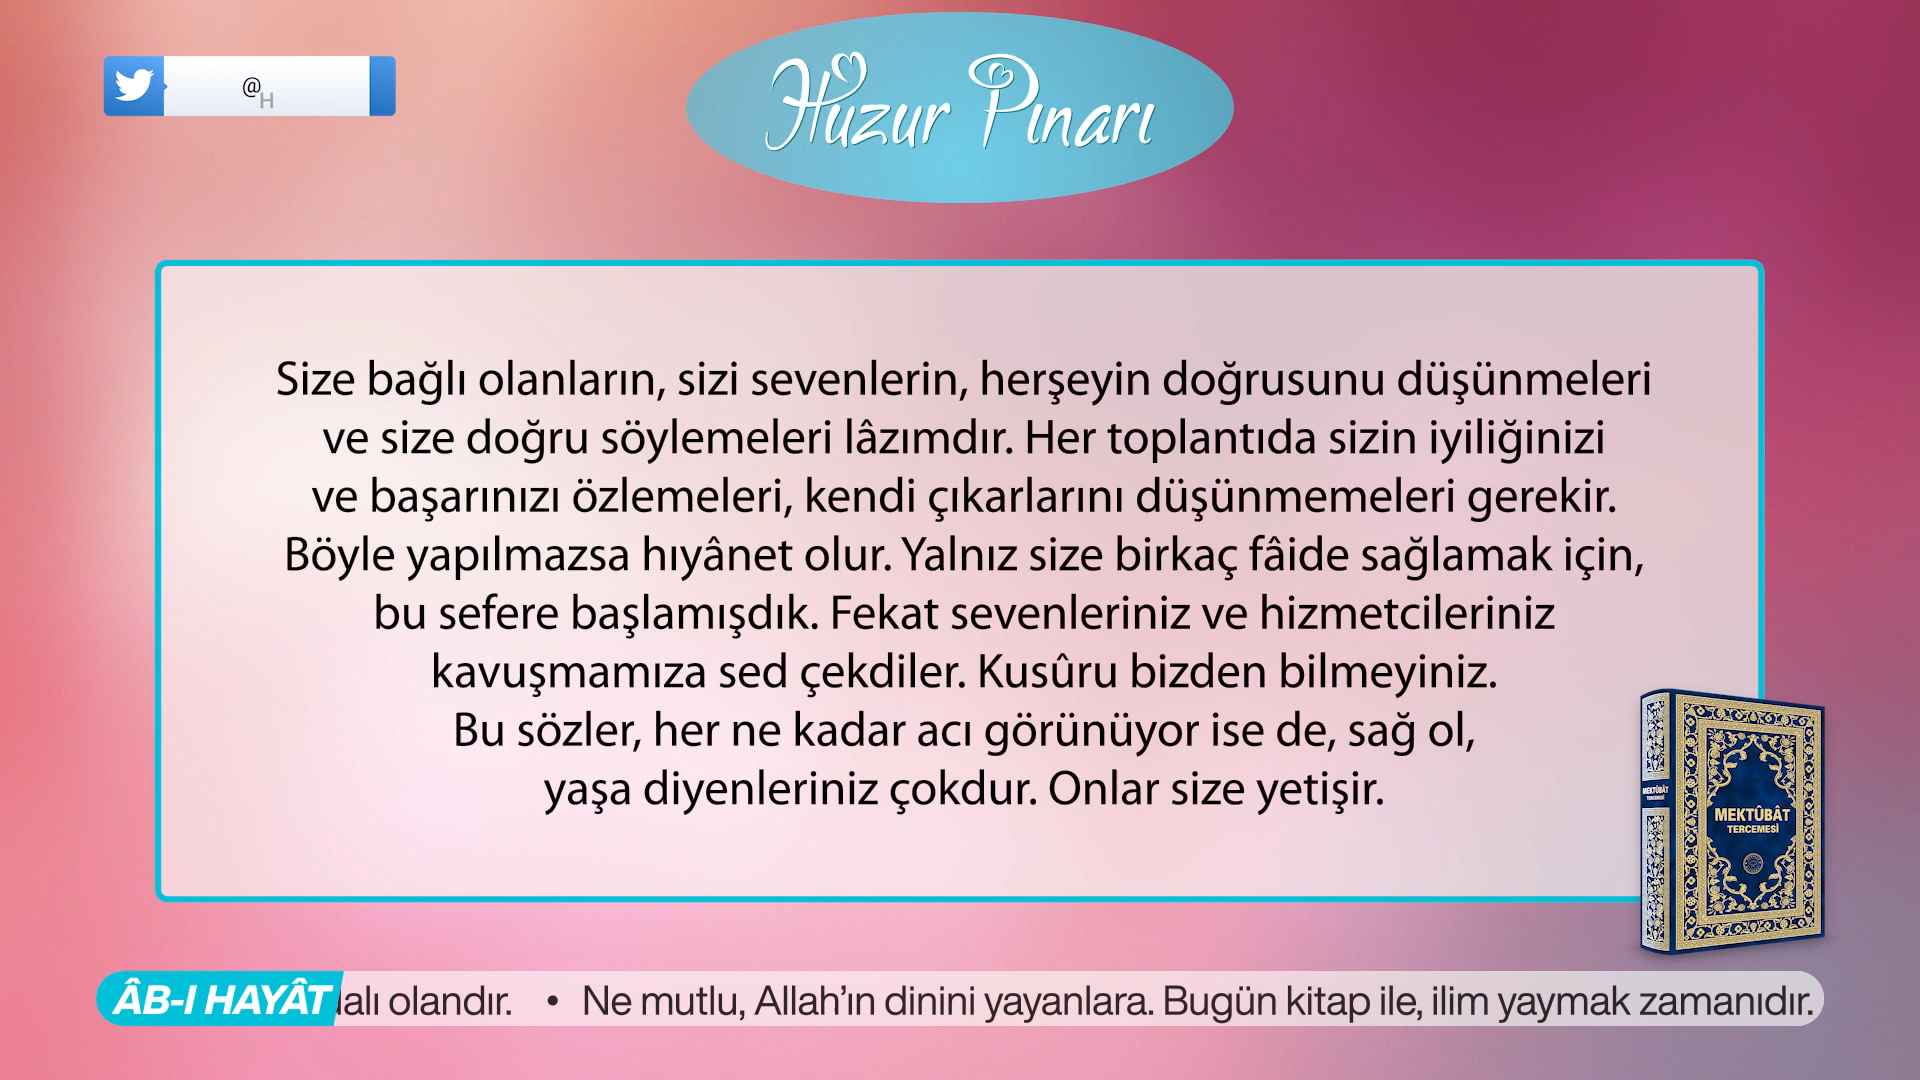 @H
Huzur Pınarı
Size bağlı olanların, sizi sevenlerin, herşeyin doğrusunu düşünmeleri
ve size doğru söylemeleri lâzımdır. Her toplantıda sizin iyiliğinizi
ve başarınızı özlemeleri, kendi çıkarlarını düşünmemeleri gerekir.
Böyle yapılmazsa hıyânet olur. Yalnız size birkaç fâide sağlamak için,
bu sefere başlamışdık. Fekat sevenleriniz ve hizmetcileriniz
kavuşmamıza sed çekdiler. Kusûru bizden bilmeyiniz.
Bu sözler, her ne kadar acı görünüyor ise de, sağ ol,
yaşa diyenleriniz çokdur. Onlar size yetişir.
MEKTÛBÂT
TERCEMESİ
MEKTÛBÂT
TERCEMESİ
ÂB-I HAYÂT olandır. • Ne mutlu, Allah’ın dinini yayanlara. Bugün kitap ile, ilim yaymak zamanıdır.